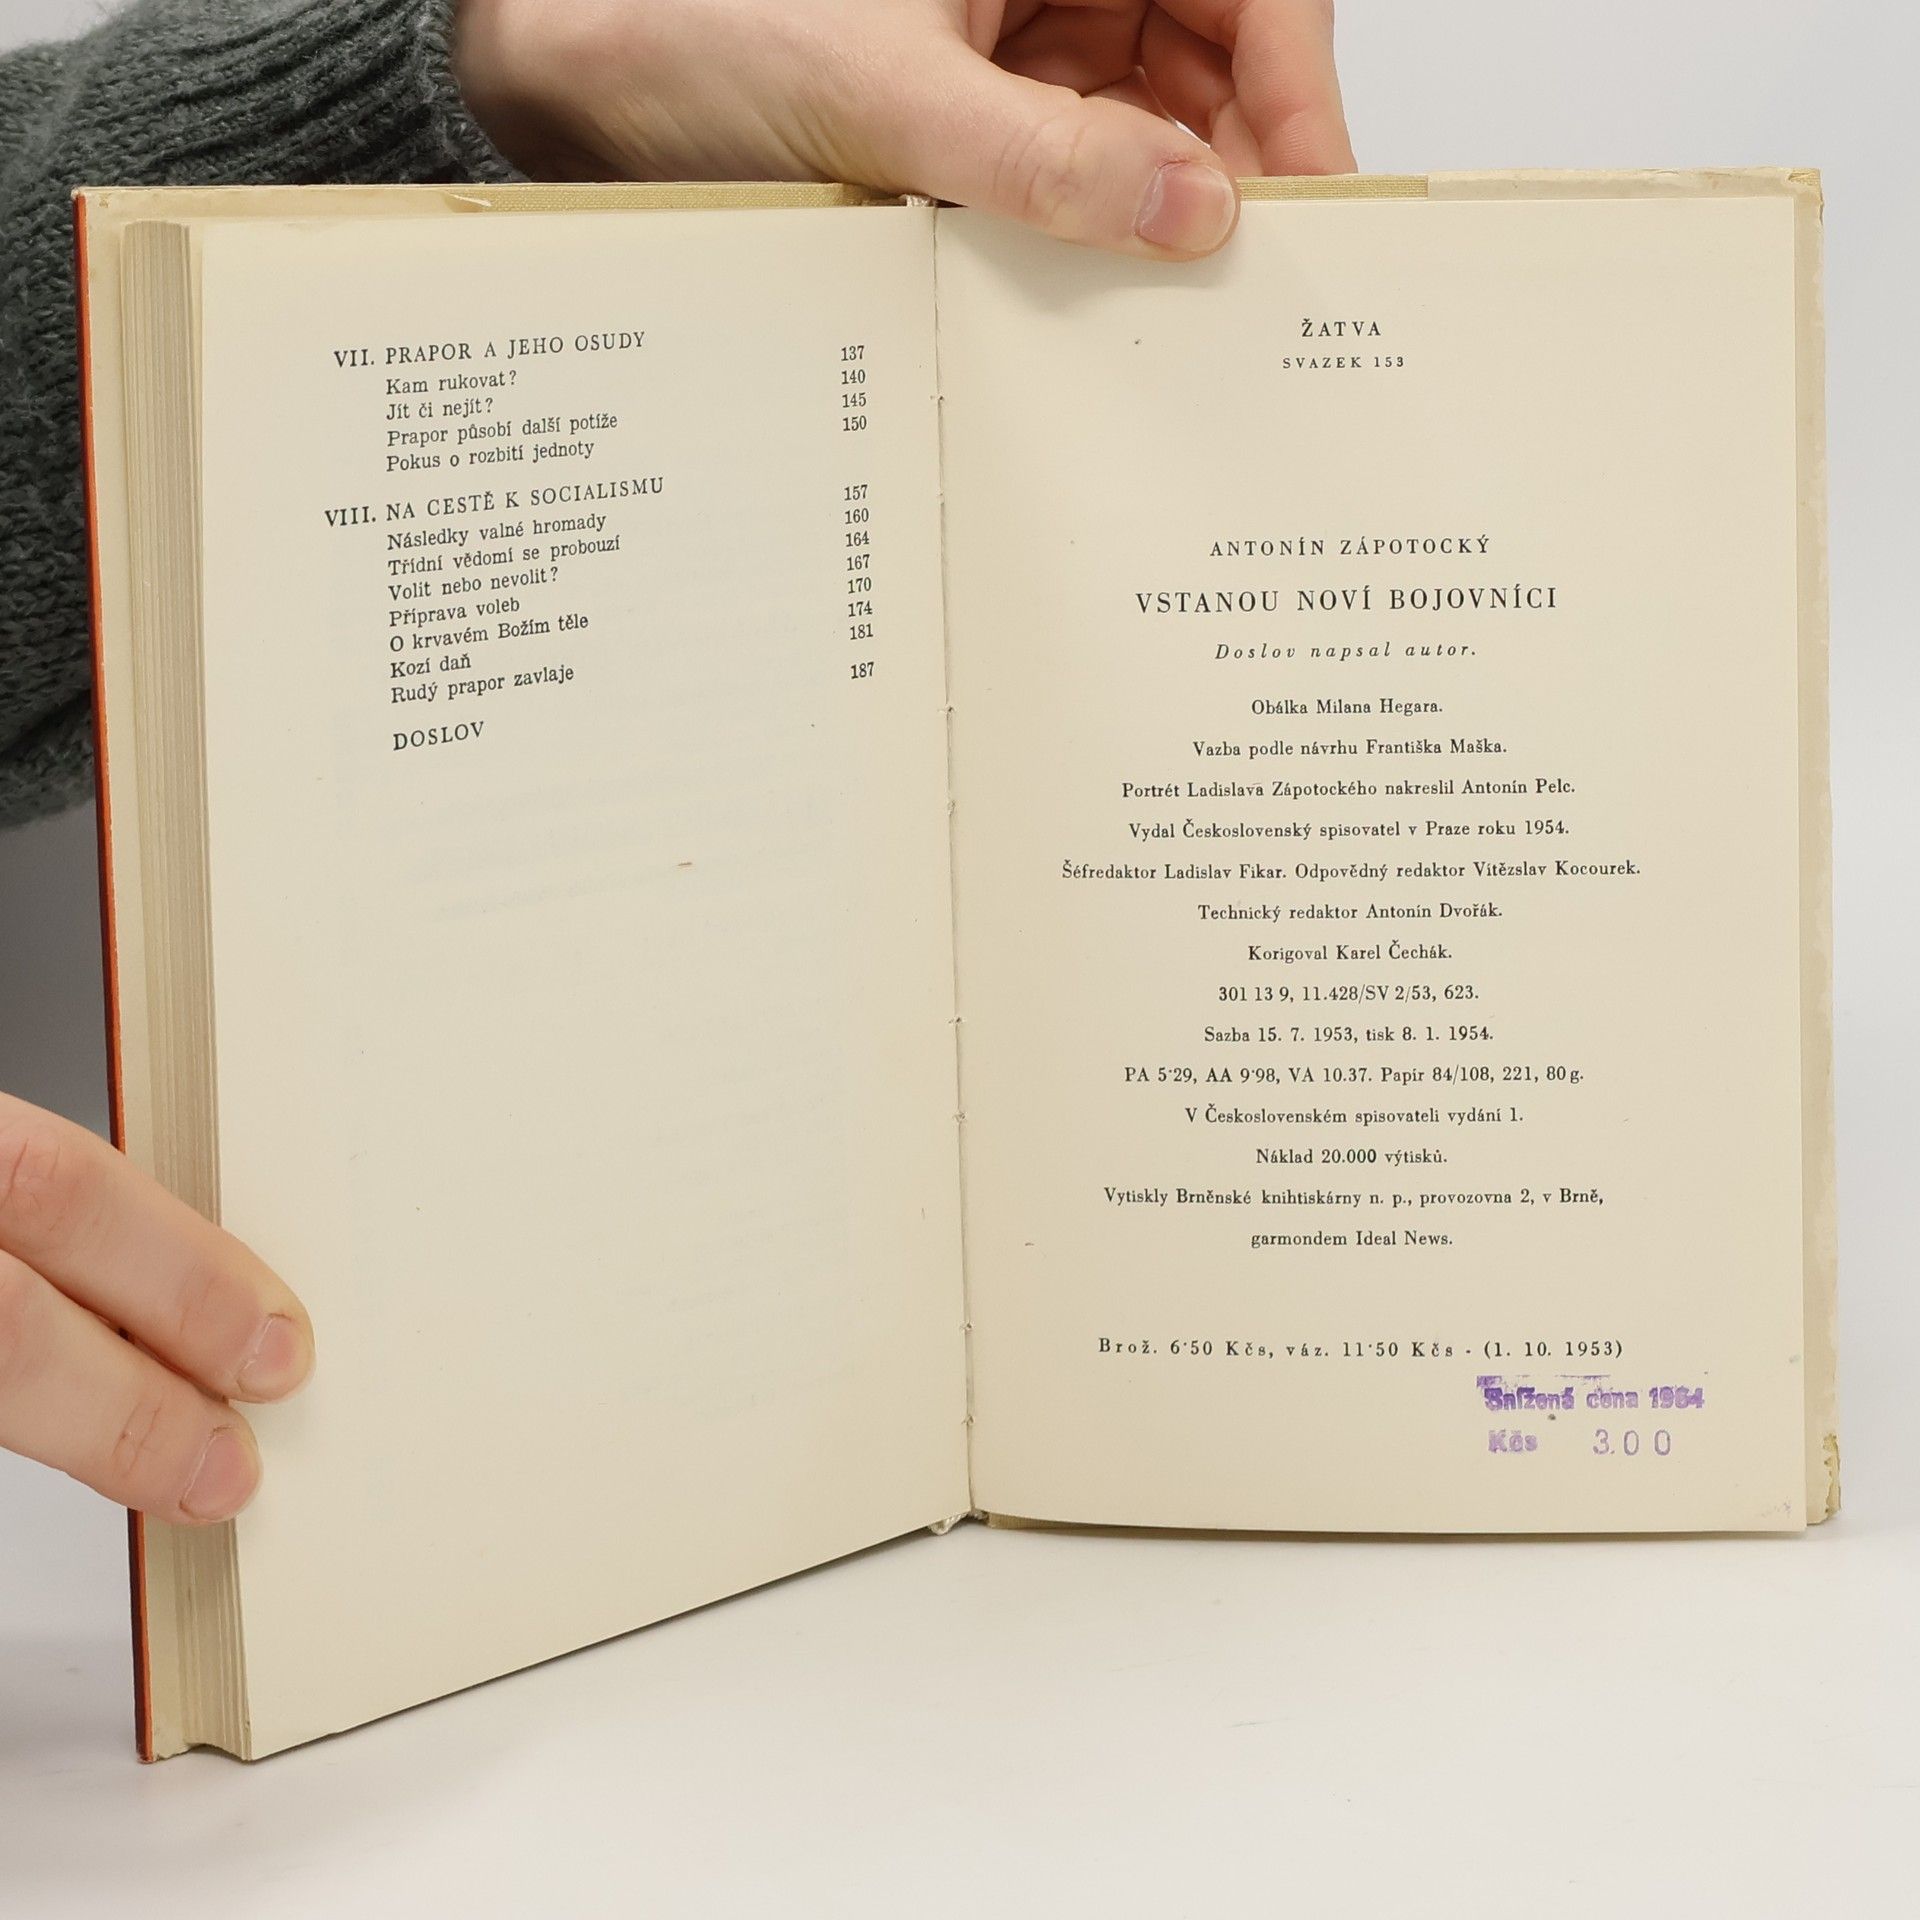 VII. PRAPOR A JEHO OSUDY
Kam rukovat? 137
Jít či nejít? 140
Prapor působí další potíže 145
Pokus o rozbití jednoty 150
VIII. NA CESTĚ K SOCIALISMU
Následky valné hromady 157
Třídní vědomí se probouzí 160
Volit nebo nevolit? 164
Příprava voleb 167
O krvavém Božím těle 170
Kozí daň 174
Rudý prapor zavlaje 181
DOSLOV 187
ŽATVA
SVAZEK 153
ANTONÍN ZÁPOTOCKÝ
VSTANOU NOVÍ BOJOVNÍCI
Doslov napsal autor.
Obálka Milana Hegara.
Vazba podle návrhu Františka Maška.
Portrét Ladislava Zápotockého nakreslil Antonín Pelc.
Vydal Československý spisovatel v Praze roku 1954.
Šéfredaktor Ladislav Fikar. Odpovědný redaktor Vítězslav Kocourek.
Technický redaktor Antonín Dvořák.
Korigoval Karel Čechák.
301 13 9, 11.428/SV 2/53, 623.
Sazba 15. 7. 1953, tisk 8. 1. 1954.
PA 5·29, AA 9·98, VA 10.37. Papír 84/108, 221, 80 g.
V Československém spisovateli vydání 1.
Náklad 20.000 výtisků.
Vytiskly Brněnské knihtiskárny n. p., provozovna 2, v Brně,
garmondem Ideal News.
Brož. 6·50 Kčs, váz. 11·50 Kčs - (1. 10. 1953)
Snížená cena 1964
Kčs 3.00